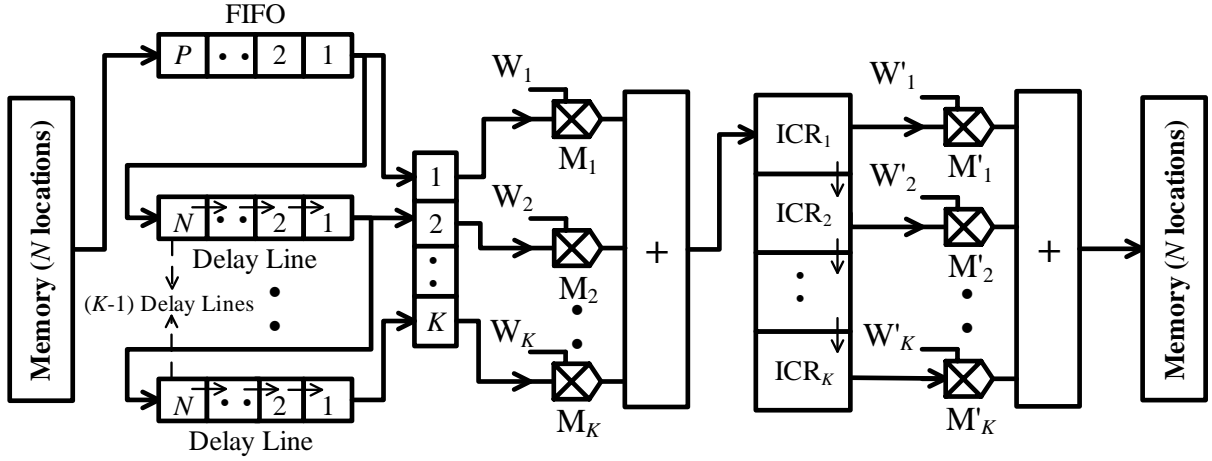 FIFO
P 2 1
Memory (N locations)
N 2 1
Delay Line
(K-1) Delay Lines
N 2 1
Delay Line
1
2
K
W1
M1
W2
M2
WK
MK
+
ICR1
ICR2
ICRK
W'1
M'1
W'2
M'2
W'K
M'K
+
Memory (N locations)